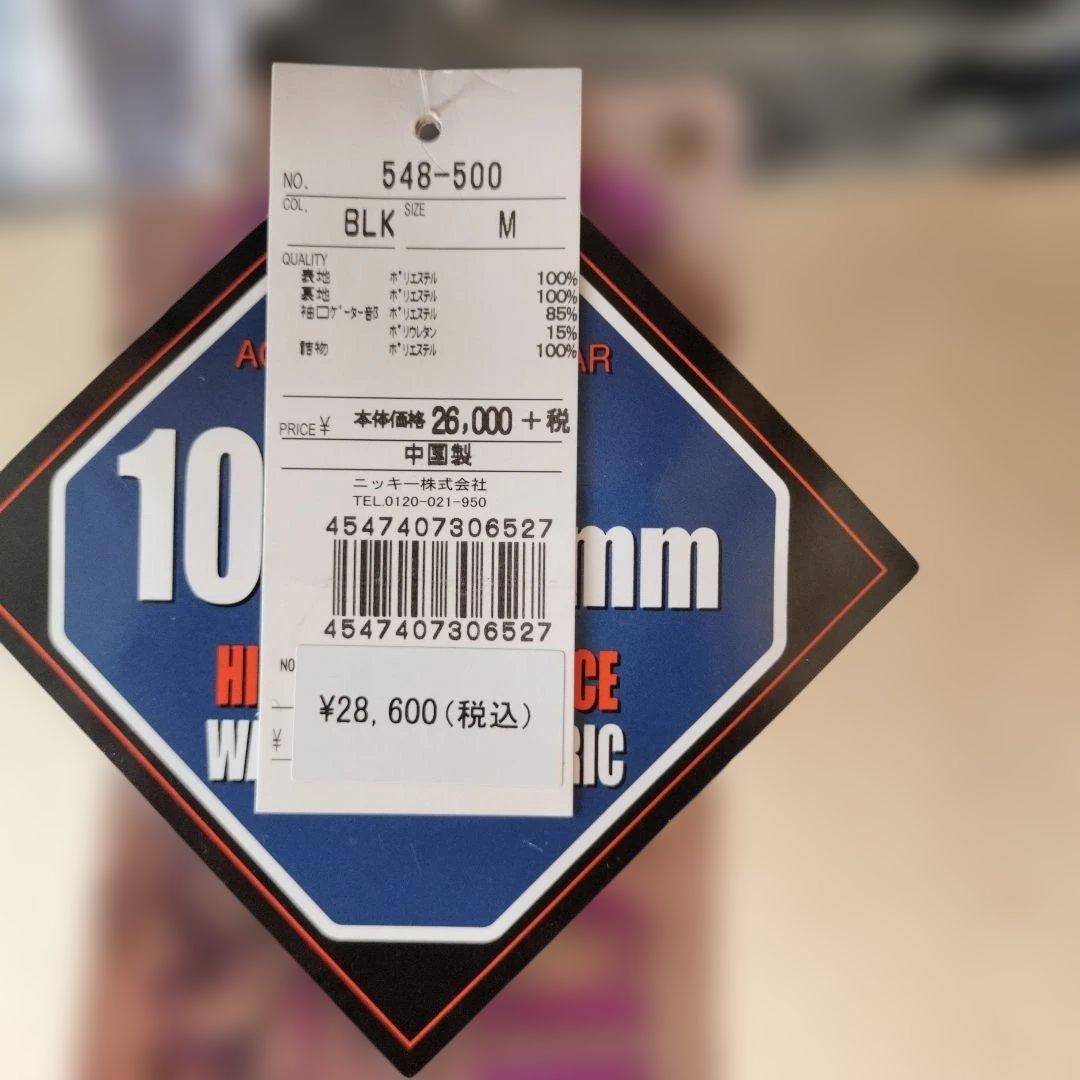 NO. 548-500
COL. BLK SIZE M
QUALITY
表地 ポリエステル 100%
裏地 ポリエステル 100%
袖口ゲーター部 ポリエステル 85%
ポリウレタン 15%
詰物 ポリエステル 100%
PRICE ¥ 本体価格 26,000 +税
中国製
ニッキー株式会社
TEL.0120-021-950
4547407306527
4547407306527
NO
¥28,600(税込)
¥
AC AR
10 mm
HI CE
WA RIC